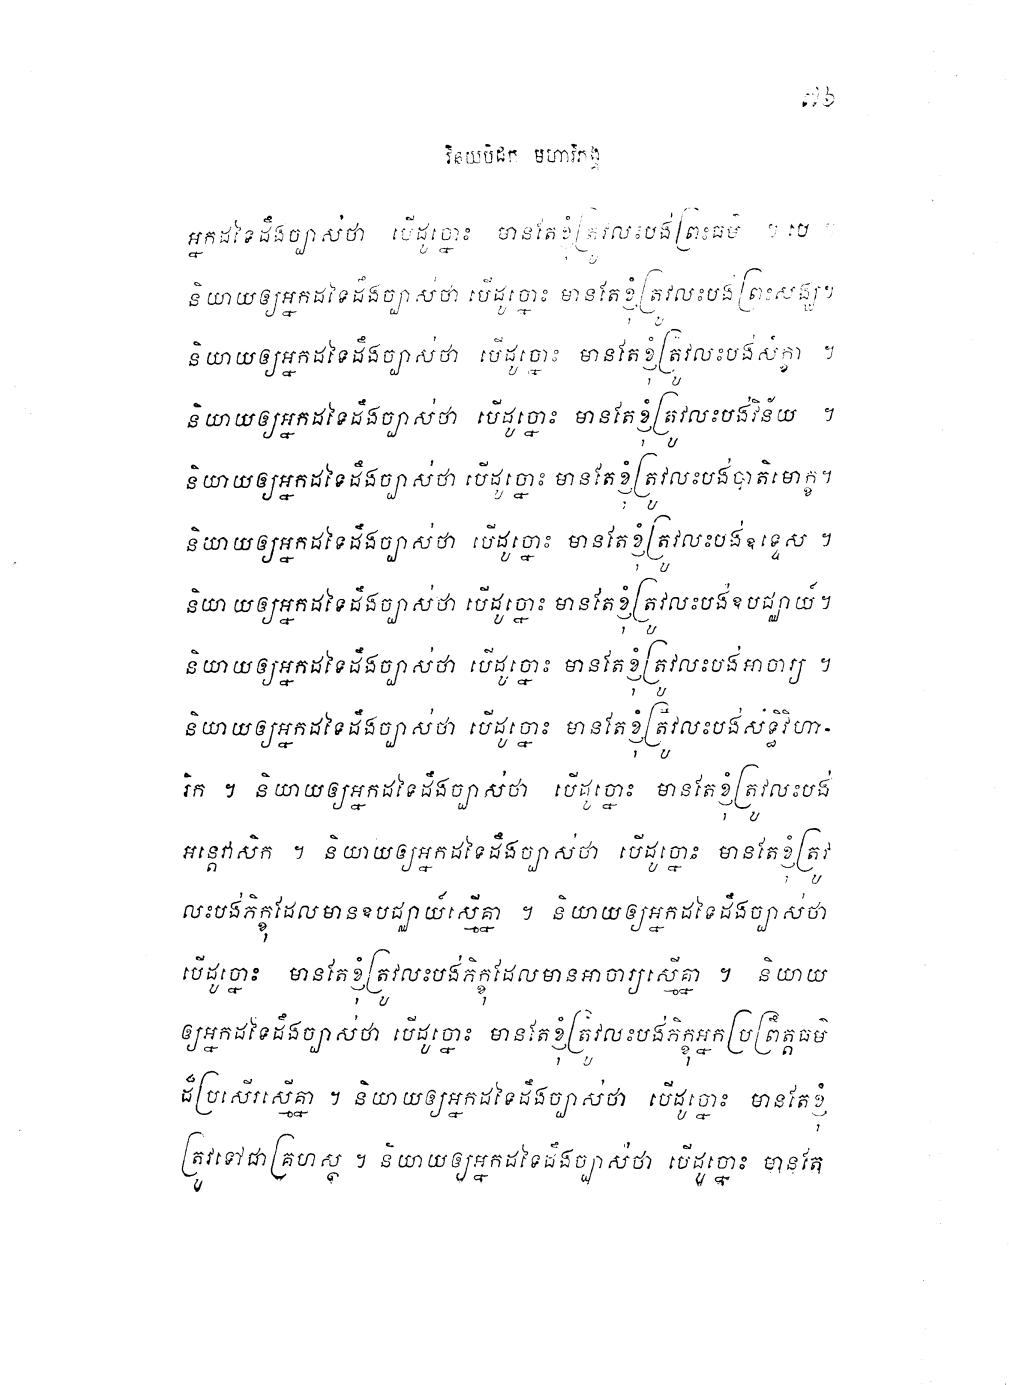 ៧៦
វិនយបិដក មហាវិភង្គ
អ្នកដទៃដឹងច្បាស់ថា បើដូច្នោះ មានតែខ្ញុំត្រូវលះបង់ព្រះធម៌ ។
និយាយឲ្យអ្នកដទៃដឹងច្បាស់ថា បើដូច្នោះ មានតែខ្ញុំត្រូវលះបង់ព្រះសង្ឃ។
និយាយឲ្យអ្នកដទៃដឹងច្បាស់ថា បើដូច្នោះ មានតែខ្ញុំត្រូវលះបង់សិក្ខា ។
និយាយឲ្យអ្នកដទៃដឹងច្បាស់ថា បើដូច្នោះ មានតែខ្ញុំត្រូវលះបង់វិន័យ ។
និយាយឲ្យអ្នកដទៃដឹងច្បាស់ថា បើដូច្នោះ មានតែខ្ញុំត្រូវលះបង់បាតិមោក្ខ។
និយាយឲ្យអ្នកដទៃដឹងច្បាស់ថា បើដូច្នោះ មានតែខ្ញុំត្រូវលះបង់ឧទ្ទេស ។
និយាយឲ្យអ្នកដទៃដឹងច្បាស់ថា បើដូច្នោះ មានតែខ្ញុំត្រូវលះបង់ឧបជ្ឈាយ៍។
និយាយឲ្យអ្នកដទៃដឹងច្បាស់ថា បើដូច្នោះ មានតែខ្ញុំត្រូវលះបង់អាចារ្យ ។
និយាយឲ្យអ្នកដទៃដឹងច្បាស់ថា បើដូច្នោះ មានតែខ្ញុំត្រូវលះបង់សទ្ធិវិហា-
រិក ។ និយាយឲ្យអ្នកដទៃដឹងច្បាស់ថា បើដូច្នោះ មានតែខ្ញុំត្រូវលះបង់
អន្តេវាសិក ។ និយាយឲ្យអ្នកដទៃដឹងច្បាស់ថា បើដូច្នោះ មានតែខ្ញុំត្រូវ
លះបង់ភិក្ខុដែលមានឧបជ្ឈាយ៍ស្មើគ្នា ។ និយាយឲ្យអ្នកដទៃដឹងច្បាស់ថា
បើដូច្នោះ មានតែខ្ញុំត្រូវលះបង់ភិក្ខុដែលមានអាចារ្យស្មើគ្នា ។ និយាយ
ឲ្យអ្នកដទៃដឹងច្បាស់ថា បើដូច្នោះ មានតែខ្ញុំត្រូវលះបង់ភិក្ខុអ្នកប្រព្រឹត្តធម៌
ដ៏ប្រសើរស្មើគ្នា ។ និយាយឲ្យអ្នកដទៃដឹងច្បាស់ថា បើដូច្នោះ មានតែខ្ញុំ
ត្រូវទៅជាគ្រហស្ថ ។ និយាយឲ្យអ្នកដទៃដឹងច្បាស់ថា បើដូច្នោះ មានតែ